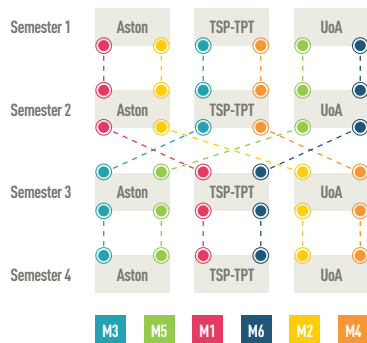 Semester 1 Aston TSP-TPT UoA
Semester 2 Aston TSP-TPT UoA
Semester 3 Aston TSP-TPT UoA
Semester 4 Aston TSP-TPT UoA
M3 M5 M1 M6 M2 M4